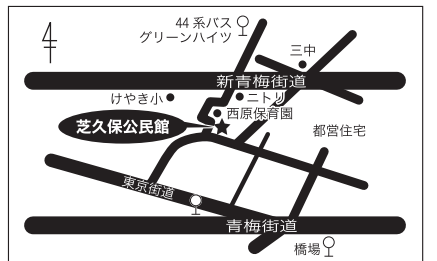 44系バス
グリーンハイツ
三中
新青梅街道
けやき小
ニトリ
西原保育園
芝久保公民館
都営住宅
東京街道
青梅街道
橋場